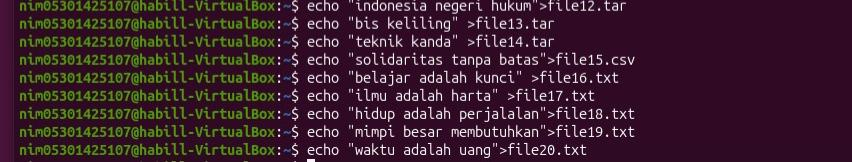 nim05301425107@habill-VirtualBox:~$ echo "indonesia negeri hukum">file12.tar
nim05301425107@habill-VirtualBox:~$ echo "bis keliling" >file13.tar
nim05301425107@habill-VirtualBox:~$ echo "teknik kanda" >file14.tar
nim05301425107@habill-VirtualBox:~$ echo "solidaritas tanpa batas">file15.csv
nim05301425107@habill-VirtualBox:~$ echo "belajar adalah kunci" >file16.txt
nim05301425107@habill-VirtualBox:~$ echo "ilmu adalah harta" >file17.txt
nim05301425107@habill-VirtualBox:~$ echo "hidup adalah perjalalan">file18.txt
nim05301425107@habill-VirtualBox:~$ echo "mimpi besar membutuhkan">file19.txt
nim05301425107@habill-VirtualBox:~$ echo "waktu adalah uang">file20.txt